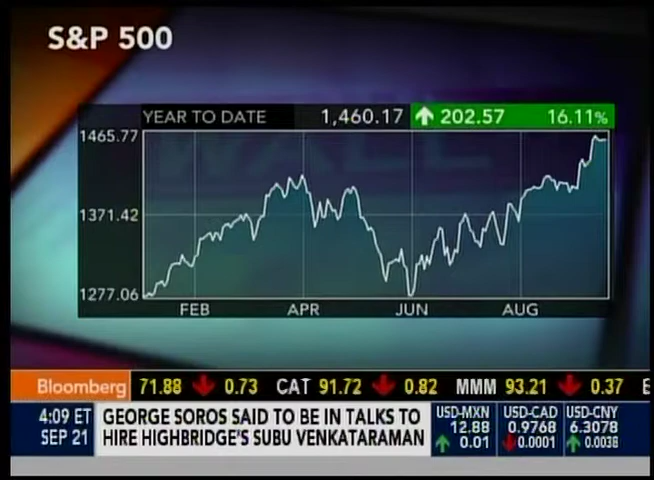 S&P 500
YEAR TO DATE 1,460.17 202.57 16.11%
1465.77
1371.42
1277.06
FEB APR JUN AUG
Bloomberg 71.88 0.73 CAT 91.72 0.82 MMM 93.21 0.37
4:09 ET
SEP 21
GEORGE SOROS SAID TO BE IN TALKS TO
HIRE HIGHBRIDGE'S SUBU VENKATARAMAN
USD-MXN USD-CAD USD-CNY
12.88 0.9768 6.3078
0.01 0.0001 0.0038